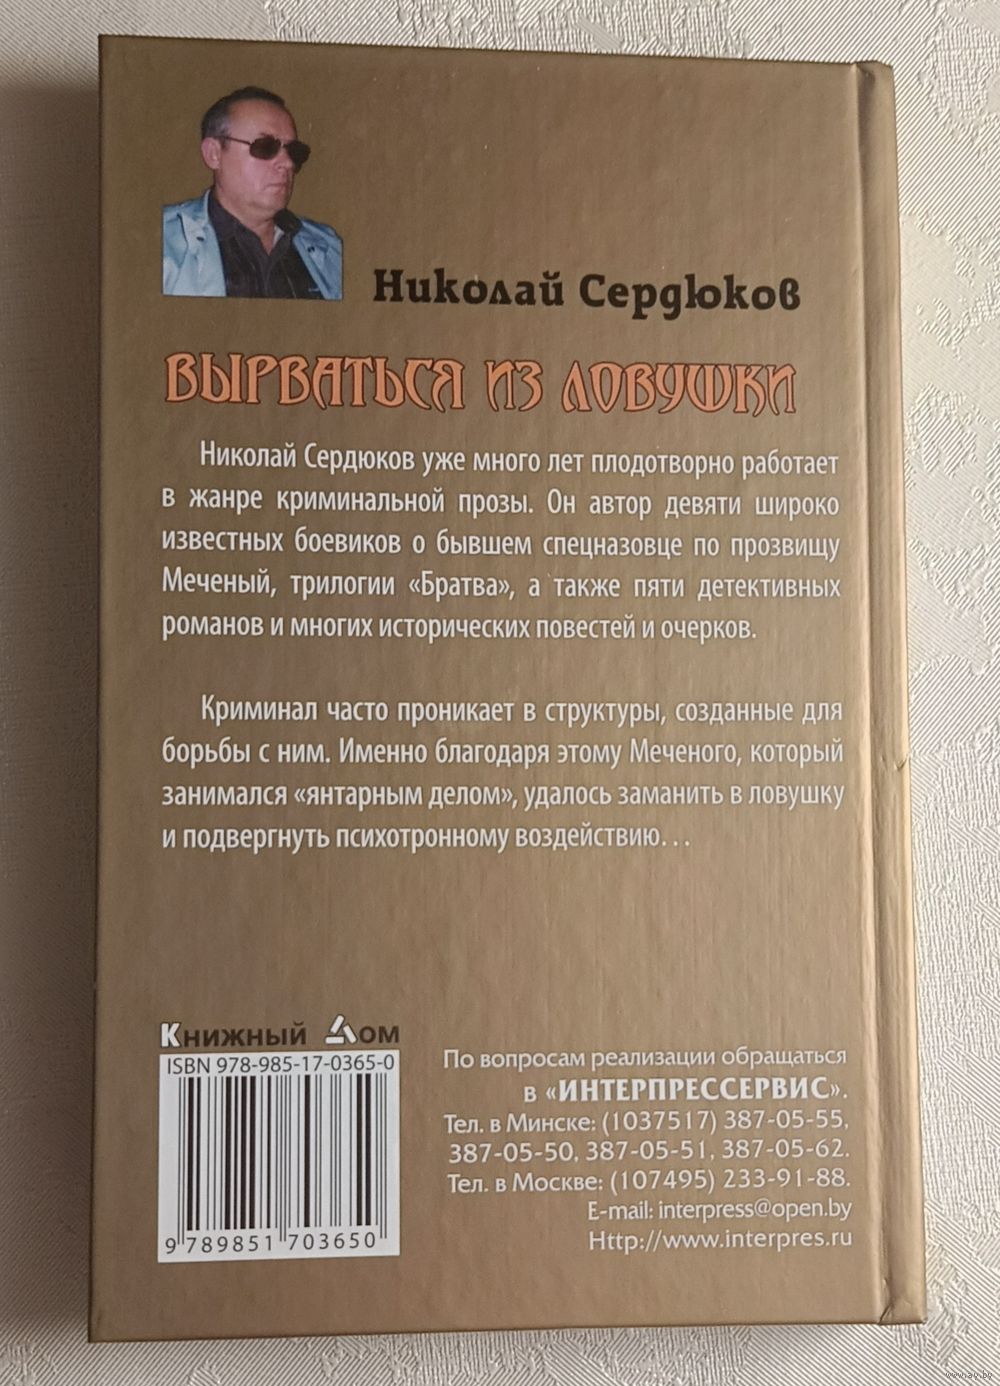 Николай Сердюков
ВЫРВАТЬСЯ ИЗ ЛОВУШКИ
Николай Сердюков уже много лет плодотворно работает
в жанре криминальной прозы. Он автор девяти широко
известных боевиков о бывшем спецназовце по прозвищу
Меченый, трилогии «Братва», а также пяти детективных
романов и многих исторических повестей и очерков.
Криминал часто проникает в структуры, созданные для
борьбы с ним. Именно благодаря этому Меченого, который
занимался «янтарным делом», удалось заманить в ловушку
и подвергнуть психотронному воздействию...
Книжный Дом
ISBN 978-985-17-0365-0
9 789851 703650
По вопросам реализации обращаться
в «ИНТЕРПРЕССЕРВИС».
Тел. в Минске: (1037517) 387-05-55,
387-05-50, 387-05-51, 387-05-62.
Тел. в Москве: (107495) 233-91-88.
E-mail: interpress@open.by
Http://www.interpres.ru
www.ay.by